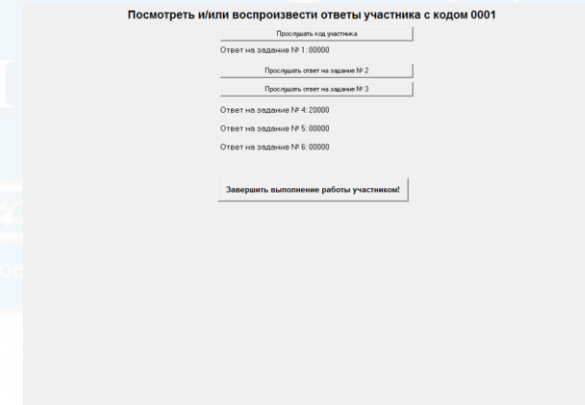 Посмотреть и/или воспроизвести ответы участника с кодом 0001
Прослушать код участника
Ответ на задание № 1: 00000
Прослушать ответ на задание № 2
Прослушать ответ на задание № 3
Ответ на задание № 4: 20000
Ответ на задание № 5: 00000
Ответ на задание № 6: 00000
Завершить выполнение работы участником!